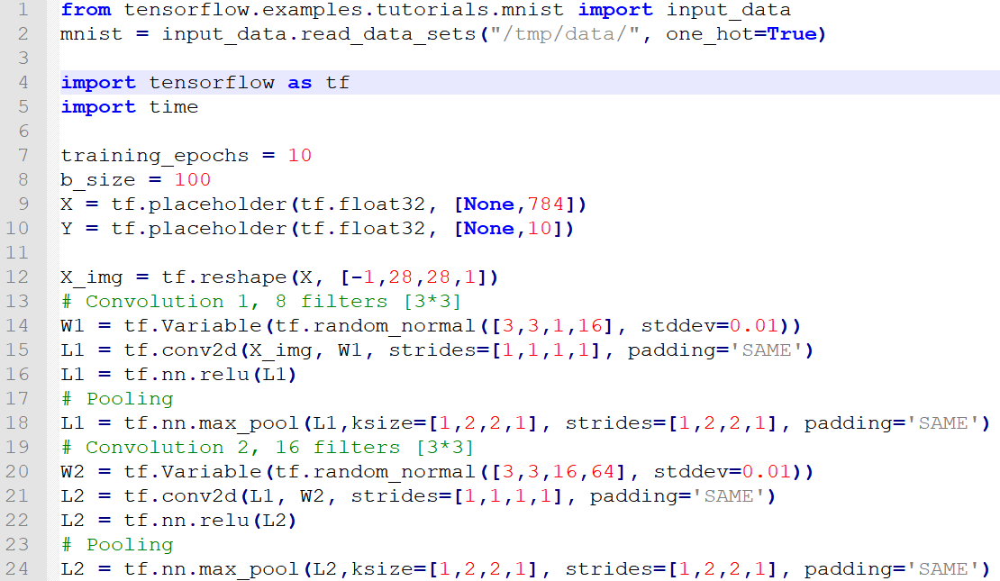 1 from tensorflow.examples.tutorials.mnist import input_data
2 mnist = input_data.read_data_sets("/tmp/data/", one_hot=True)
3
4 import tensorflow as tf
5 import time
6
7 training_epochs = 10
8 b_size = 100
9 X = tf.placeholder(tf.float32, [None,784])
10 Y = tf.placeholder(tf.float32, [None,10])
11
12 X_img = tf.reshape(X, [-1,28,28,1])
13 # Convolution 1, 8 filters [3*3]
14 W1 = tf.Variable(tf.random_normal([3,3,1,16], stddev=0.01))
15 L1 = tf.conv2d(X_img, W1, strides=[1,1,1,1], padding='SAME')
16 L1 = tf.nn.relu(L1)
17 # Pooling
18 L1 = tf.nn.max_pool(L1,ksize=[1,2,2,1], strides=[1,2,2,1], padding='SAME')
19 # Convolution 2, 16 filters [3*3]
20 W2 = tf.Variable(tf.random_normal([3,3,16,64], stddev=0.01))
21 L2 = tf.conv2d(L1, W2, strides=[1,1,1,1], padding='SAME')
22 L2 = tf.nn.relu(L2)
23 # Pooling
24 L2 = tf.nn.max_pool(L2,ksize=[1,2,2,1], strides=[1,2,2,1], padding='SAME')